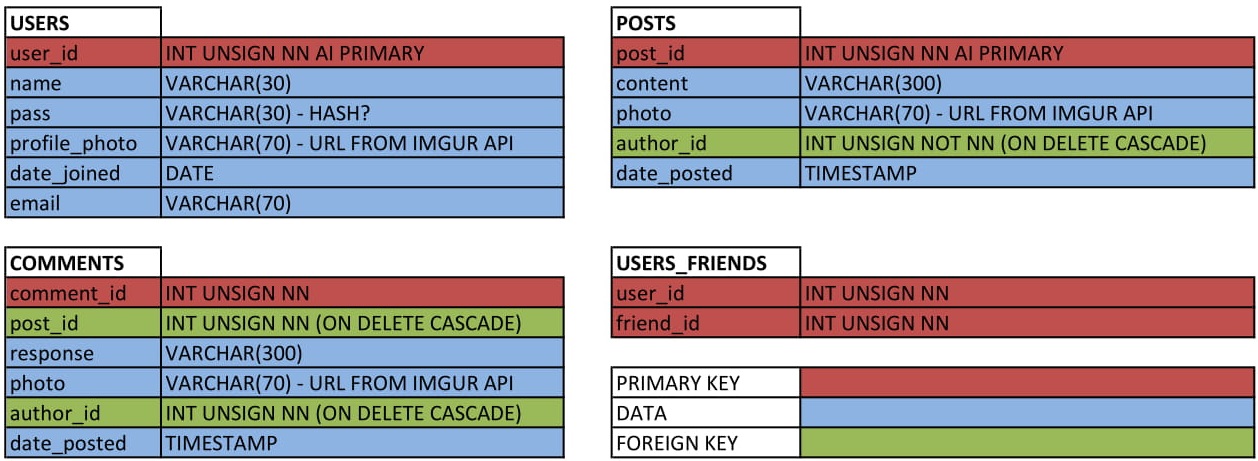 USERS
user_id INT UNSIGN NN AI PRIMARY
name VARCHAR(30)
pass VARCHAR(30) - HASH?
profile_photo VARCHAR(70) - URL FROM IMGUR API
date_joined DATE
email VARCHAR(70)
POSTS
post_id INT UNSIGN NN AI PRIMARY
content VARCHAR(300)
photo VARCHAR(70) - URL FROM IMGUR API
author_id INT UNSIGN NOT NN (ON DELETE CASCADE)
date_posted TIMESTAMP
COMMENTS
comment_id INT UNSIGN NN
post_id INT UNSIGN NN (ON DELETE CASCADE)
response VARCHAR(300)
photo VARCHAR(70) - URL FROM IMGUR API
author_id INT UNSIGN NN (ON DELETE CASCADE)
date_posted TIMESTAMP
USERS_FRIENDS
user_id INT UNSIGN NN
friend_id INT UNSIGN NN
PRIMARY KEY
DATA
FOREIGN KEY